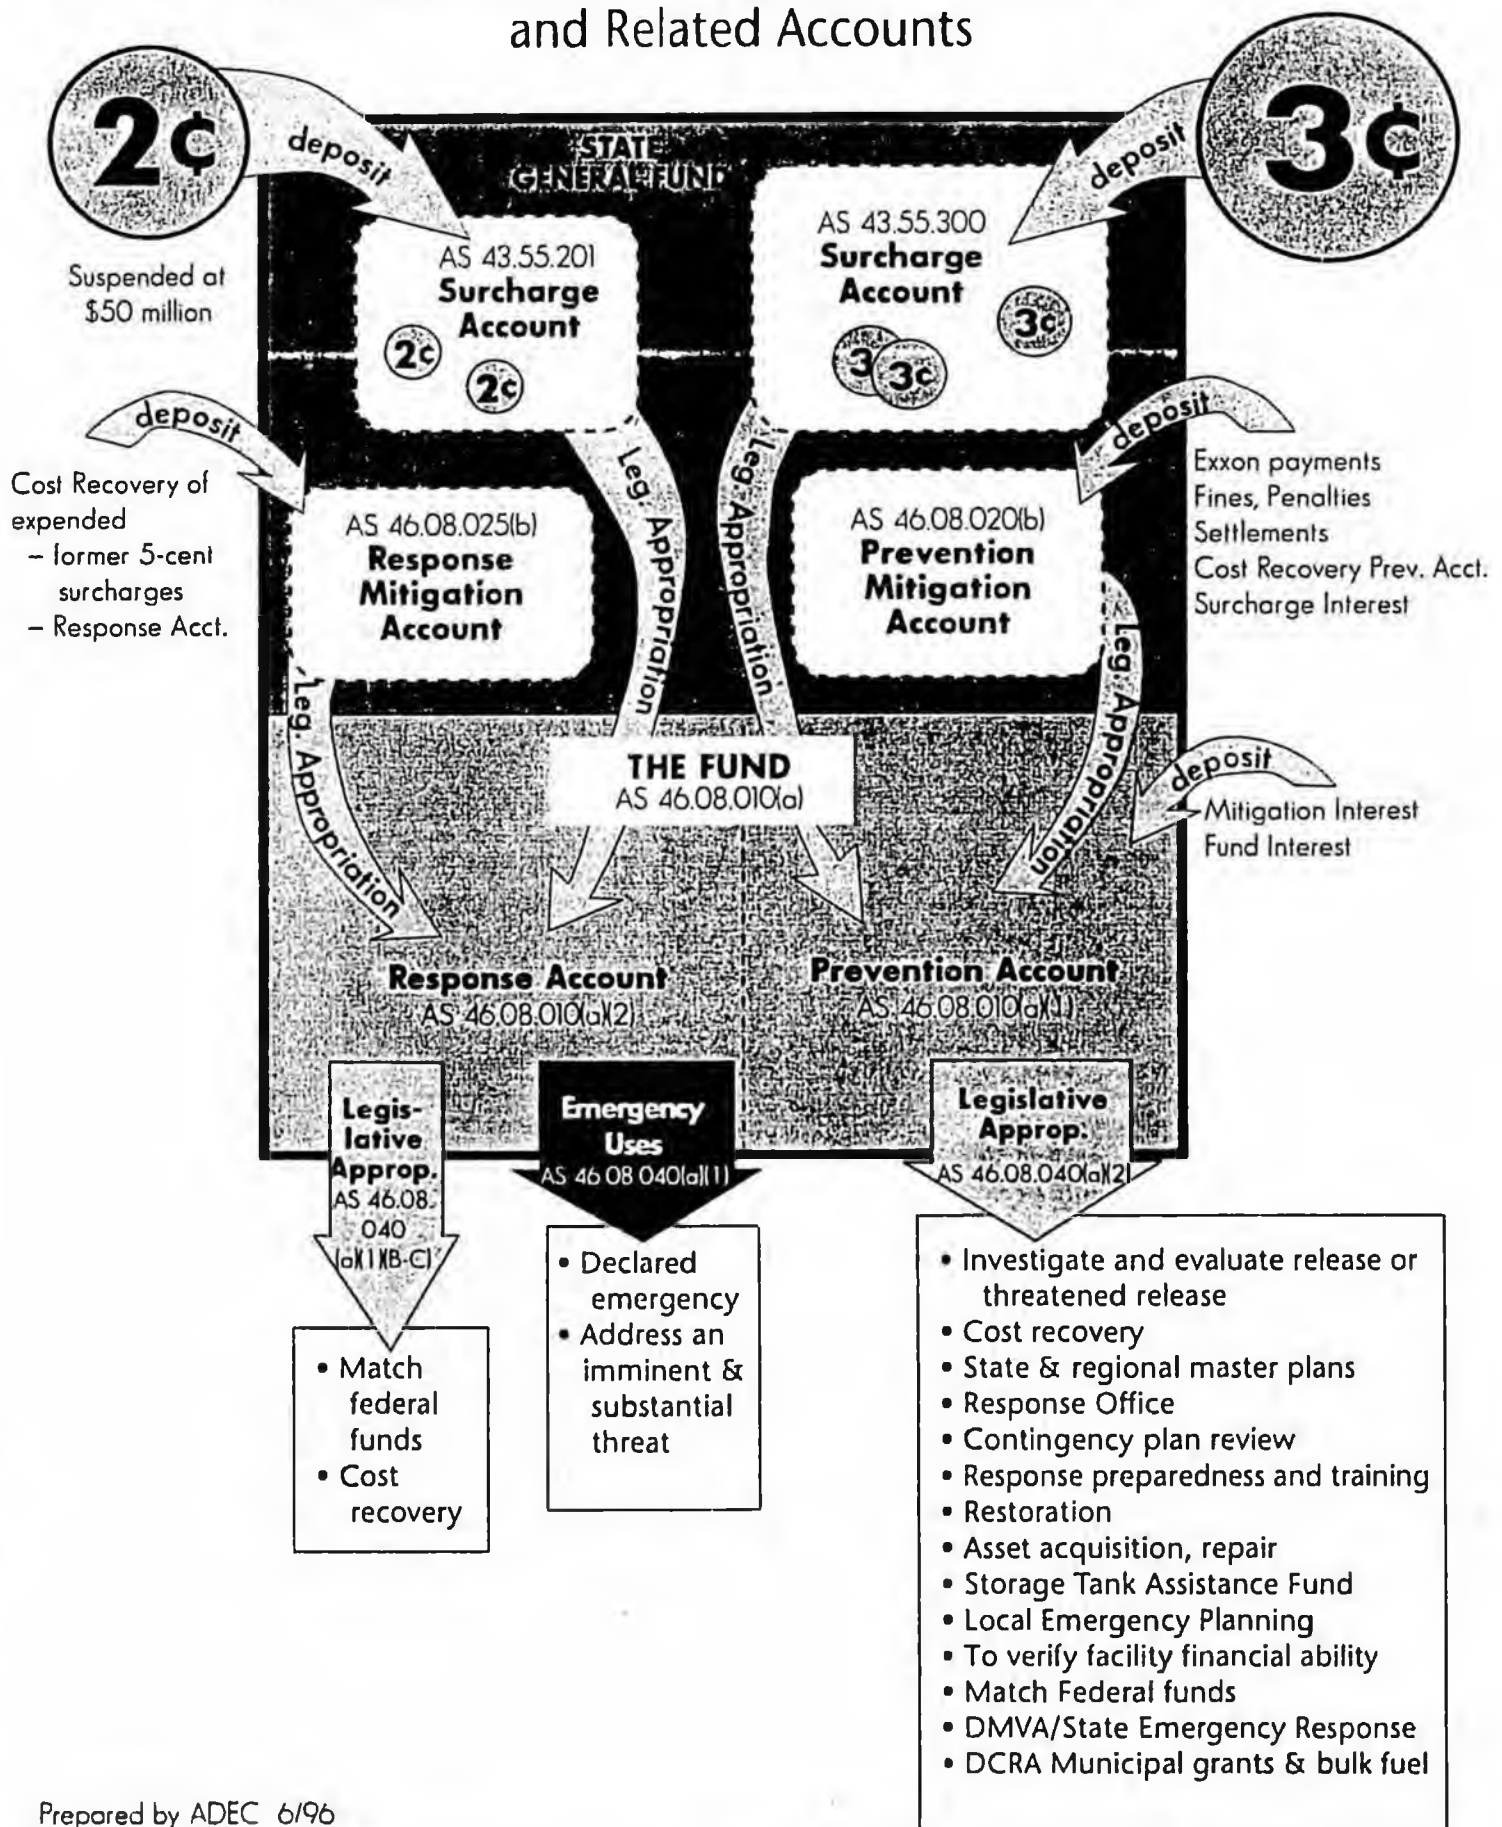 and Related Accounts
2¢
deposit
STATE
GENERAL FUND
deposit
3¢
Suspended at
$50 million
AS 43.55.201
Surcharge
Account
2¢
2¢
AS 43.55.300
Surcharge
Account
3¢
3
3¢
deposit
Cost Recovery of
expended
– former 5-cent
surcharges
– Response Acct.
AS 46.08.025(b)
Response
Mitigation
Account
Leg. Appropriation
Leg. Appropriation
AS 46.08.020(b)
Prevention
Mitigation
Account
deposit
Exxon payments
Fines, Penalties
Settlements
Cost Recovery Prev. Acct.
Surcharge Interest
Leg. Appropriation
Leg. Appropriation
THE FUND
AS 46.08.010(a)
deposit
Mitigation Interest
Fund Interest
Response Account
AS 46.08.010(a)(2)
Prevention Account
AS 46.08.010(a)(1)
Legis-
lative
Approp.
AS 46.08.
040
(a)(1)(B-C)
Emergency
Uses
AS 46 08 040(a)(1)
Legislative
Approp.
AS 46.08.040(a)(2)
• Match
federal
funds
• Cost
recovery
• Declared
emergency
• Address an
imminent &
substantial
threat
• Investigate and evaluate release or
threatened release
• Cost recovery
• State & regional master plans
• Response Office
• Contingency plan review
• Response preparedness and training
• Restoration
• Asset acquisition, repair
• Storage Tank Assistance Fund
• Local Emergency Planning
• To verify facility financial ability
• Match Federal funds
• DMVA/State Emergency Response
• DCRA Municipal grants & bulk fuel
Prepared by ADEC 6/96